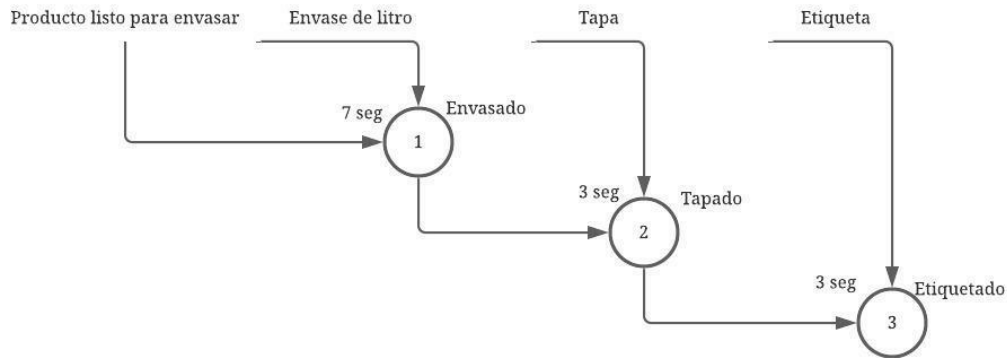 Producto listo para envasar
Envase de litro
Tapa
Etiqueta
7 seg
Envasado
1
3 seg
Tapado
2
3 seg
Etiquetado
3